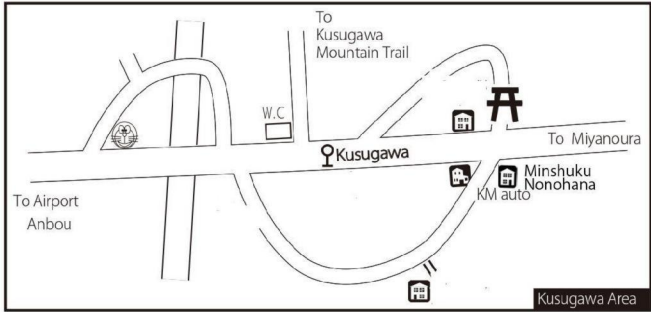 To
Kusugawa
Mountain Trail
W.C
Kusugawa
To Miyanoura
Minshuku
Nonohana
KM auto
To Airport
Anbou
Kusugawa Area